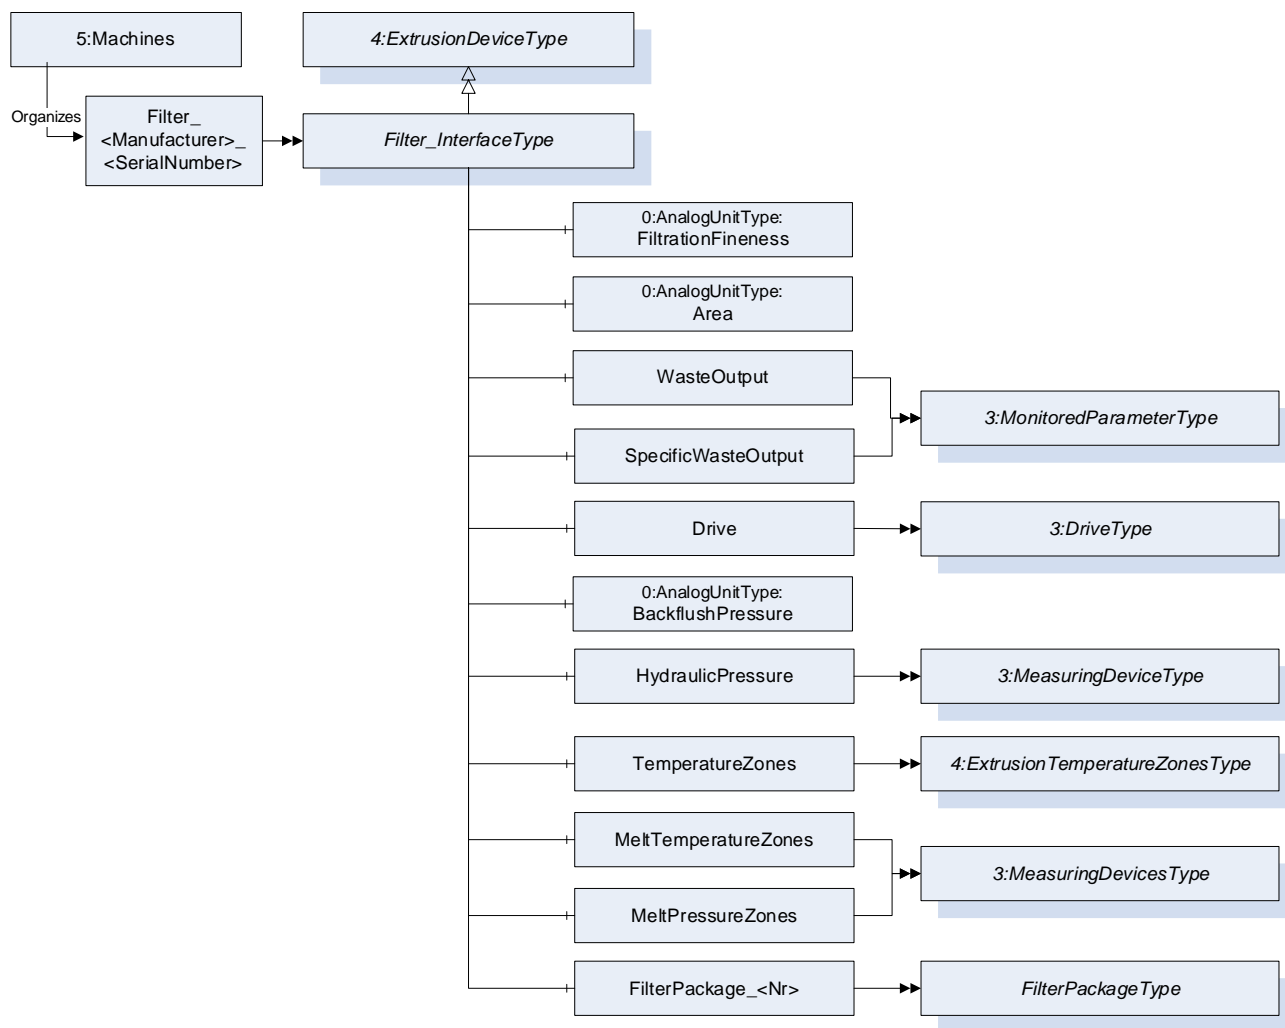 5:Machines
4:ExtrusionDeviceType
Organizes
Filter_
<Manufacturer>_
<SerialNumber>
Filter_InterfaceType
0:AnalogUnitType:
FiltrationFineness
0:AnalogUnitType:
Area
WasteOutput
3:MonitoredParameterType
SpecificWasteOutput
Drive
3:DriveType
0:AnalogUnitType:
BackflushPressure
HydraulicPressure
3:MeasuringDeviceType
TemperatureZones
4:ExtrusionTemperatureZonesType
MeltTemperatureZones
3:MeasuringDevicesType
MeltPressureZones
FilterPackage_<Nr>
FilterPackageType